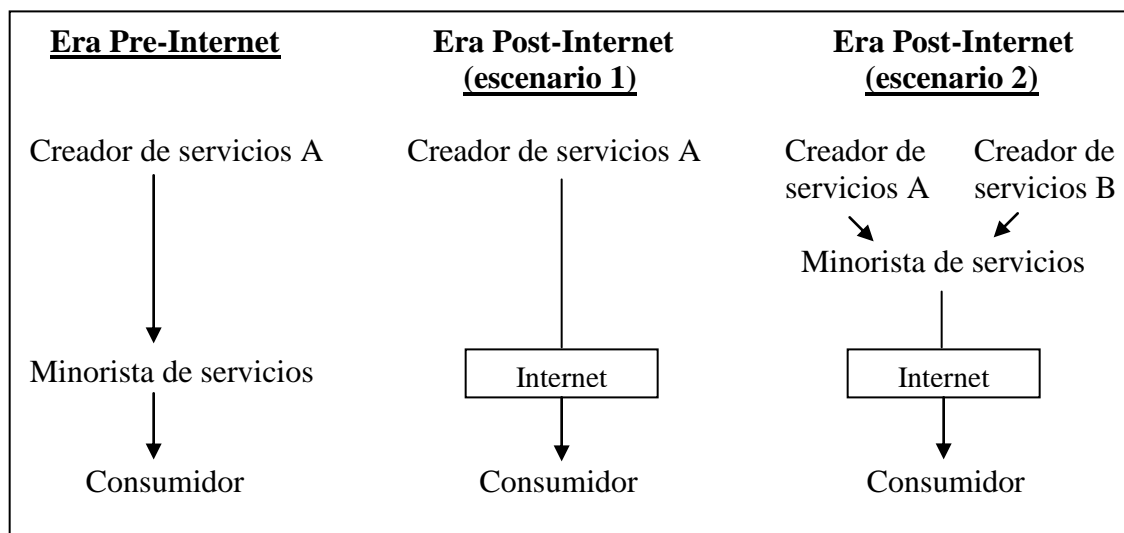 Era Pre-Internet
Creador de servicios A
Minorista de servicios
Consumidor
Era Post-Internet
(escenario 1)
Creador de servicios A
Internet
Consumidor
Era Post-Internet
(escenario 2)
Creador de
servicios A
Creador de
servicios B
Minorista de servicios
Internet
Consumidor